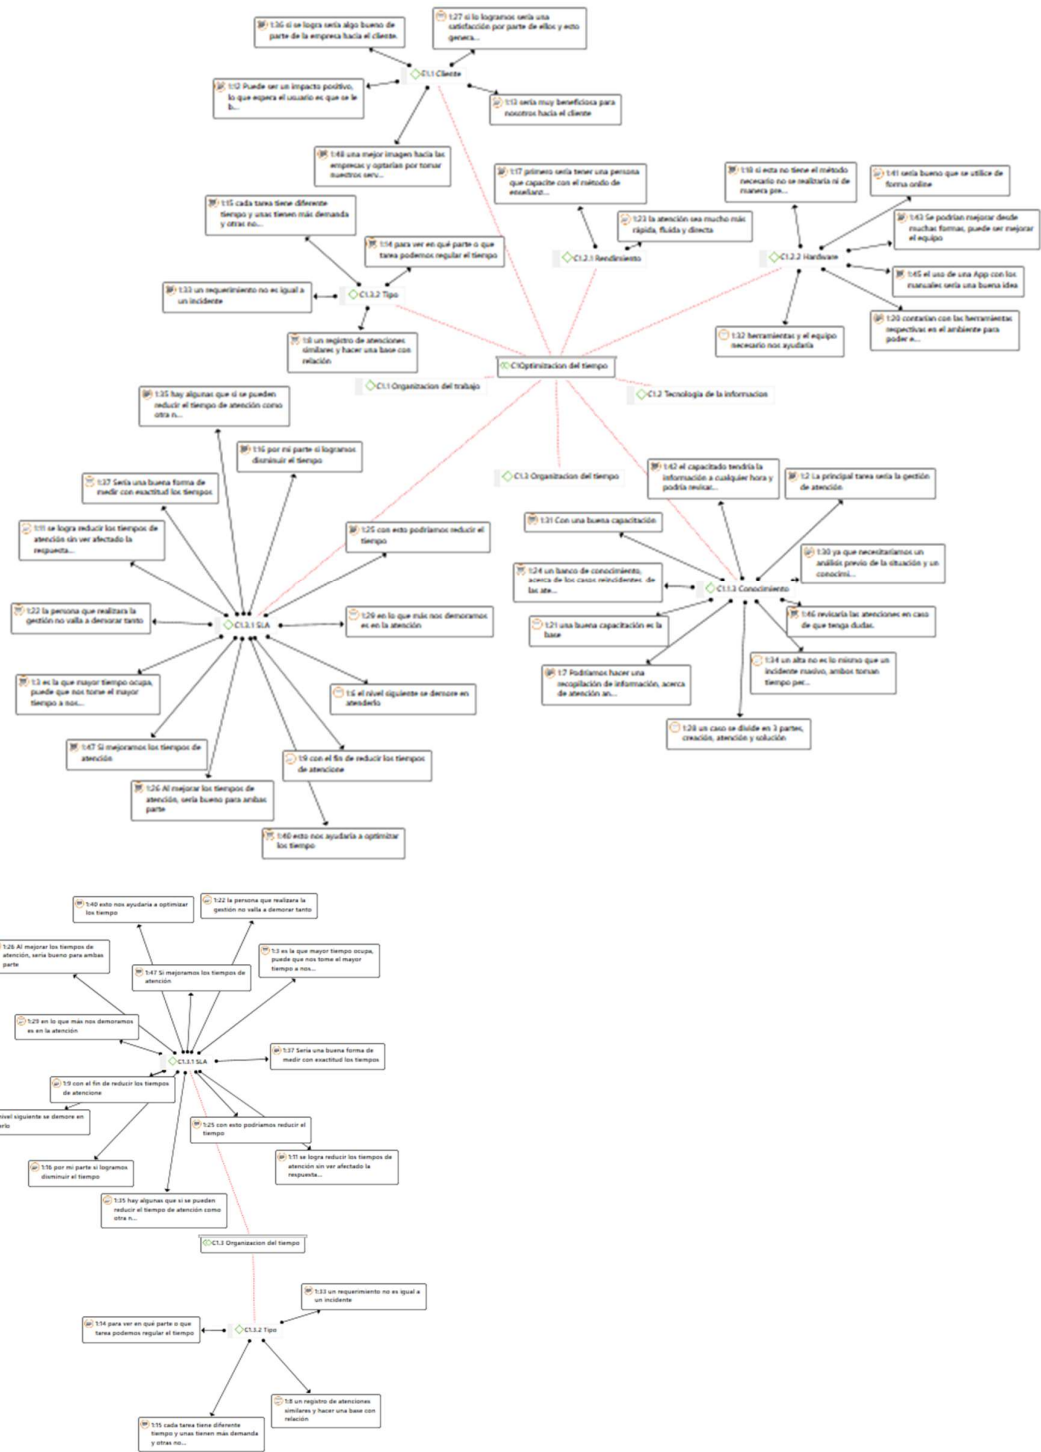 1:36 si se logra sería algo bueno de
parte de la empresa hacia el cliente.
1:27 si lo logramos sería una
satisfacción por parte de ellos y esto
genera...
C1.1 Cliente
1:12 Puede ser un impacto positivo,
lo que espera el usuario es que se le
b...
1:13 sería muy beneficiosa para
nosotros hacia el cliente
1:48 una mejor imagen hacia las
empresas y optarían por tomar
nuestros serv...
1:17 primero sería tener una persona
que capacite con el método de
enseñanz...
1:18 si esta no tiene el método
necesario no se realizaría ni de
manera pre...
1:41 sería bueno que se utilice de
forma online
1:15 cada tarea tiene diferente
tiempo y unas tienen más demanda
y otras no...
1:23 la atención sea mucho más
rápida, fluida y directa
1:43 Se podrían mejorar desde
muchas formas, puede ser mejorar
el equipo
1:14 para ver en qué parte o que
tarea podemos regular el tiempo
C1.2.1 Rendimiento
C1.2.2 Hardware
1:45 el uso de una App con los
manuales sería una buena idea
1:33 un requerimiento no es igual a
un incidente
C1.3.2 Tipo
1:20 contarían con las herramientas
respectivas en el ambiente para
poder e...
1:32 herramientas y el equipo
necesario nos ayudaría
1:8 un registro de atenciones
similares y hacer una base con
relación
C1Optimizacion del tiempo
C1.1 Organizacion del trabajo
C1.2 Tecnologia de la informacion
1:35 hay algunas que si se pueden
reducir el tiempo de atención como
otra n...
1:16 por mi parte si logramos
disminuir el tiempo
C1.3 Organizacion del tiempo
1:42 el capacitado tendría la
información a cualquier hora y
podría revisar...
1:2 La principal tarea sería la gestión
de atención
1:37 Sería una buena forma de
medir con exactitud los tiempos
1:11 se logra reducir los tiempos de
atención sin ver afectado la
respuesta...
1:25 con esto podríamos reducir el
tiempo
1:31 Con una buena capacitación
1:30 ya que necesitaríamos un
análisis previo de la situación y un
conocimi...
1:24 un banco de conocimiento,
acerca de los casos reincidentes de
las ate...
C1.1.3 Conocimiento
1:22 la persona que realizara la
gestión no valla a demorar tanto
C1.3.1 SLA
1:29 en lo que más nos demoramos
es en la atención
1:46 revisaría las atenciones en caso
de que tenga dudas.
1:21 una buena capacitación es la
base
1:34 un alta no es lo mismo que un
incidente masivo, ambos toman
tiempo per...
1:7 Podríamos hacer una
recopilación de información, acerca
de atención an...
1:3 es la que mayor tiempo ocupa,
puede que nos tome el mayor
tiempo a nos...
1:6 el nivel siguiente se demore en
atenderlo
1:28 un caso se divide en 3 partes,
creación, atención y solución
1:47 Si mejoramos los tiempos de
atención
1:9 con el fin de reducir los tiempos
de atencione
1:26 Al mejorar los tiempos de
atención, sería bueno para ambas
parte
1:40 esto nos ayudaría a optimizar
los tiempo
1:40 esto nos ayudaría a optimizar
los tiempo
1:22 la persona que realizara la
gestión no valla a demorar tanto
1:26 Al mejorar los tiempos de
atención, sería bueno para ambas
parte
1:3 es la que mayor tiempo ocupa,
puede que nos tome el mayor
tiempo a nos...
1:47 Si mejoramos los tiempos de
atención
1:29 en lo que más nos demoramos
es en la atención
1:37 Sería una buena forma de
medir con exactitud los tiempos
C1.3.1 SLA
1:9 con el fin de reducir los tiempos
de atencione
nivel siguiente se demore en
erlo
1:25 con esto podríamos reducir el
tiempo
1:16 por mi parte si logramos
disminuir el tiempo
1:11 se logra reducir los tiempos de
atención sin ver afectado la
respuesta...
1:35 hay algunas que si se pueden
reducir el tiempo de atención como
otra n...
C1.3 Organizacion del tiempo
1:33 un requerimiento no es igual a
un incidente
1:14 para ver en qué parte o que
tarea podemos regular el tiempo
C1.3.2 Tipo
1:8 un registro de atenciones
similares y hacer una base con
relación
1:15 cada tarea tiene diferente
tiempo y unas tienen más demanda
y otras no...